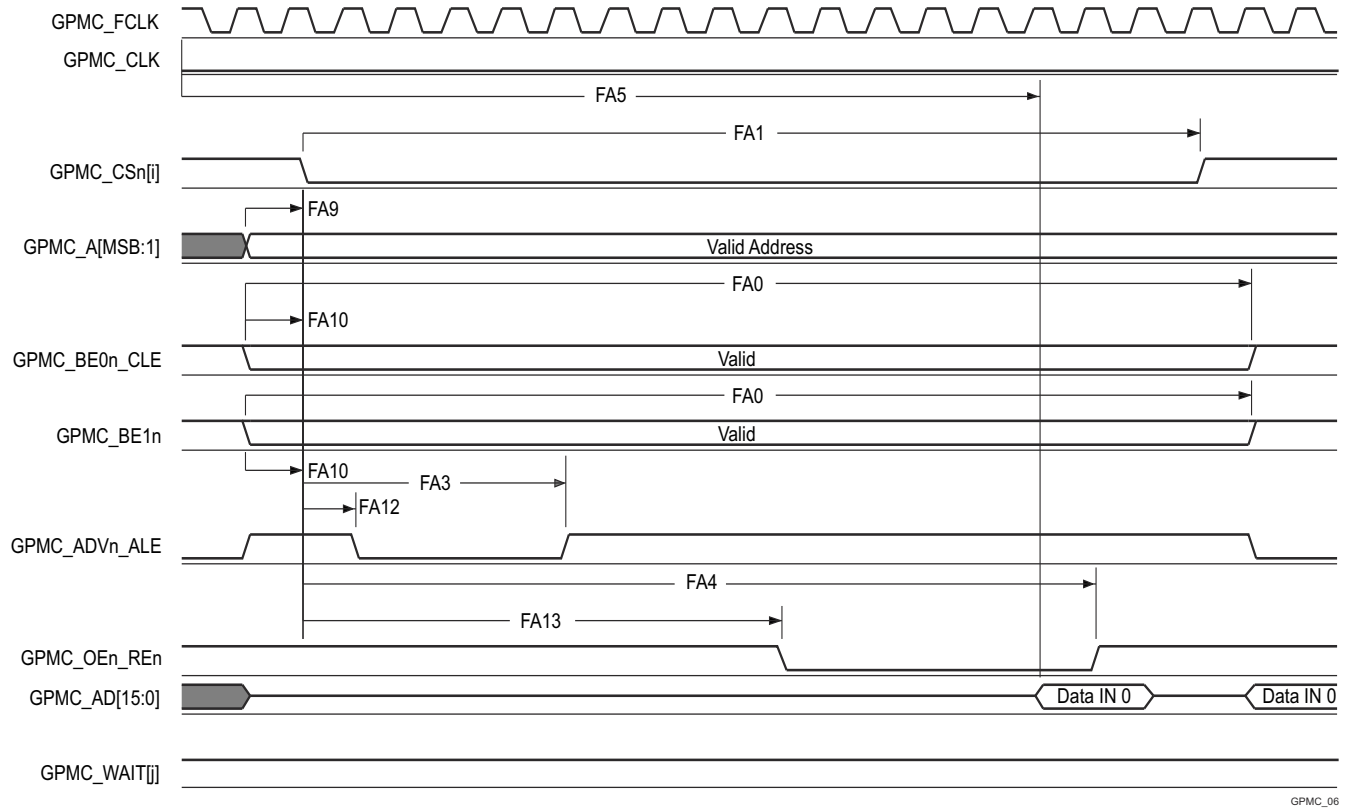 GPMC_FCLK
GPMC_CLK
FA5
FA1
GPMC_CSn[i]
FA9
GPMC_A[MSB:1] Valid Address
FA0
FA10
GPMC_BE0n_CLE Valid
FA0
GPMC_BE1n Valid
FA10
FA3
FA12
GPMC_ADVn_ALE
FA4
FA13
GPMC_OEn_REn
GPMC_AD[15:0] Data IN 0 Data IN 0
GPMC_WAIT[j]
GPMC_06